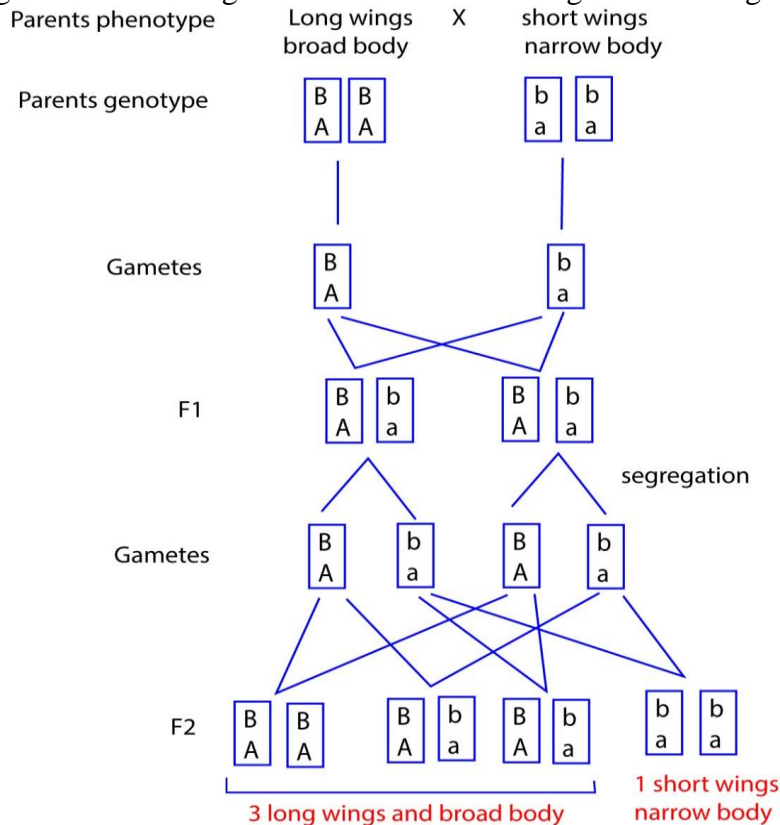 Parents phenotype Long wings X short wings
broad body narrow body
Parents genotype B B b b
A A a a
Gametes B b
A a
F1 B b B b
A a A a
segregation
Gametes B b B b
A a A a
F2 B B B b B b b b
A A A a A a a a
3 long wings and broad body 1 short wings
narrow body